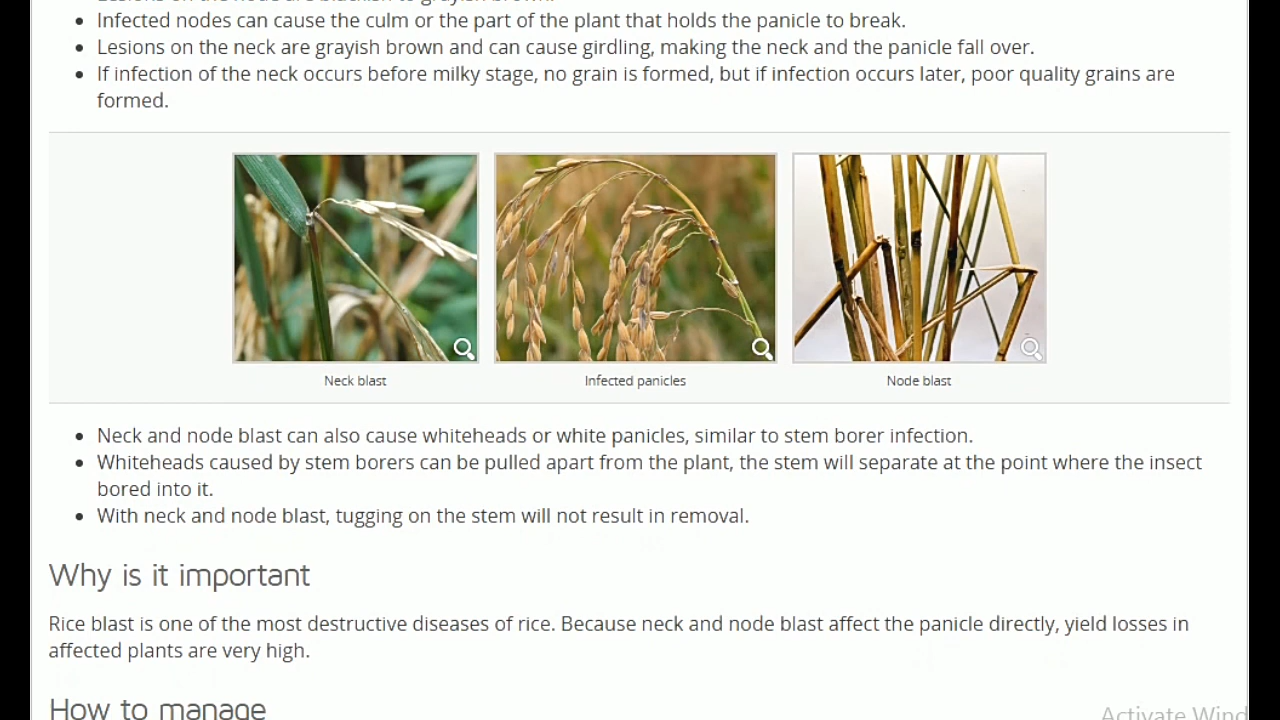 Infected nodes can cause the culm or the part of the plant that holds the panicle to break.
Lesions on the neck are grayish brown and can cause girdling, making the neck and the panicle fall over.
If infection of the neck occurs before milky stage, no grain is formed, but if infection occurs later, poor quality grains are
formed.
Neck blast
Infected panicles
Node blast
Neck and node blast can also cause whiteheads or white panicles, similar to stem borer infection.
Whiteheads caused by stem borers can be pulled apart from the plant, the stem will separate at the point where the insect
bored into it.
With neck and node blast, tugging on the stem will not result in removal.
Why is it important
Rice blast is one of the most destructive diseases of rice. Because neck and node blast affect the panicle directly, yield losses in
affected plants are very high.
How to manage
Activate Wind